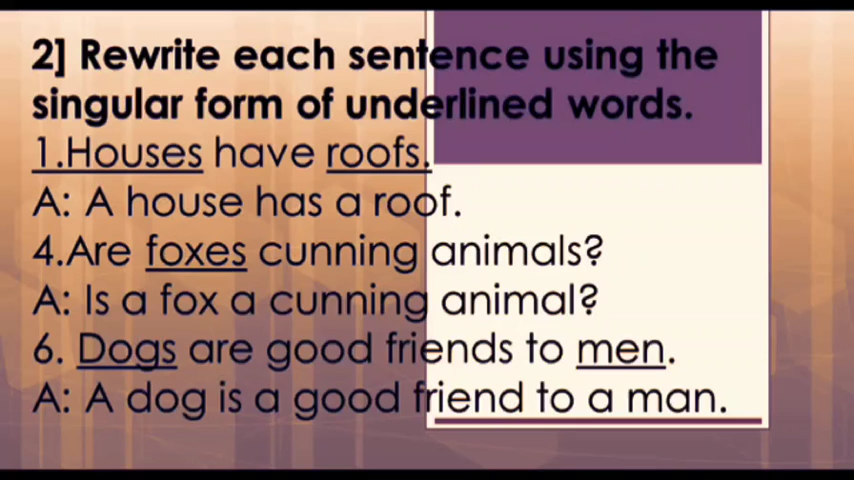 2] Rewrite each sentence using the
singular form of underlined words.
1.Houses have roofs.
A: A house has a roof.
4.Are foxes cunning animals?
A: Is a fox a cunning animal?
6. Dogs are good friends to men.
A: A dog is a good friend to a man.